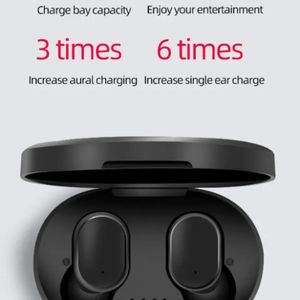 Charge bay capacity Enjoy your entertainment
3 times 6 times
Increase aural charging Increase single ear charge